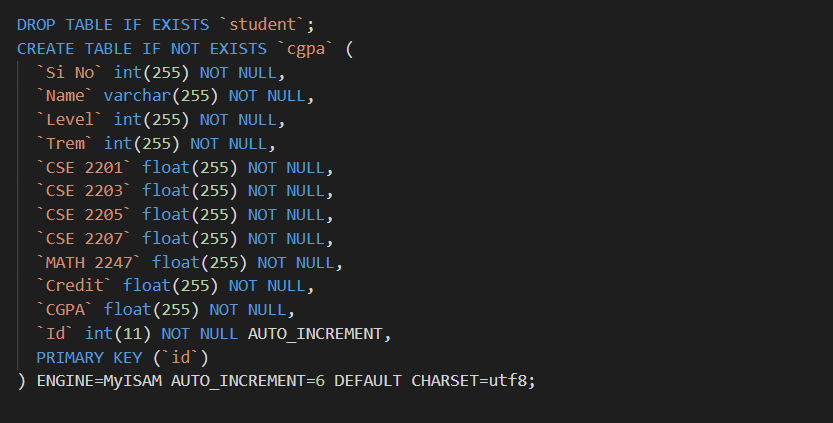 DROP TABLE IF EXISTS `student`;
CREATE TABLE IF NOT EXISTS `cgpa` (
`Si No` int(255) NOT NULL,
`Name` varchar(255) NOT NULL,
`Level` int(255) NOT NULL,
`Trem` int(255) NOT NULL,
`CSE 2201` float(255) NOT NULL,
`CSE 2203` float(255) NOT NULL,
`CSE 2205` float(255) NOT NULL,
`CSE 2207` float(255) NOT NULL,
`MATH 2247` float(255) NOT NULL,
`Credit` float(255) NOT NULL,
`CGPA` float(255) NOT NULL,
`Id` int(11) NOT NULL AUTO_INCREMENT,
PRIMARY KEY (`id`)
) ENGINE=MyISAM AUTO_INCREMENT=6 DEFAULT CHARSET=utf8;